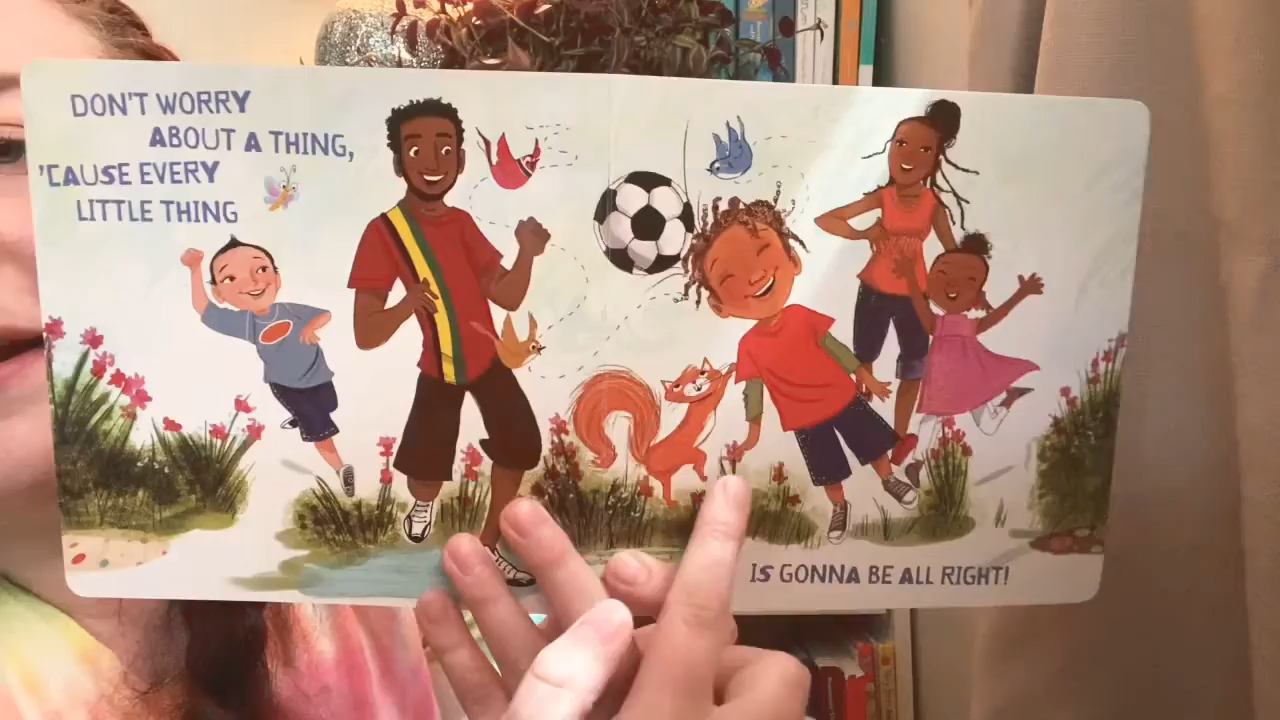 DON'T WORRY
ABOUT A THING,
'CAUSE EVERY
LITTLE THING
IS GONNA BE ALL RIGHT!